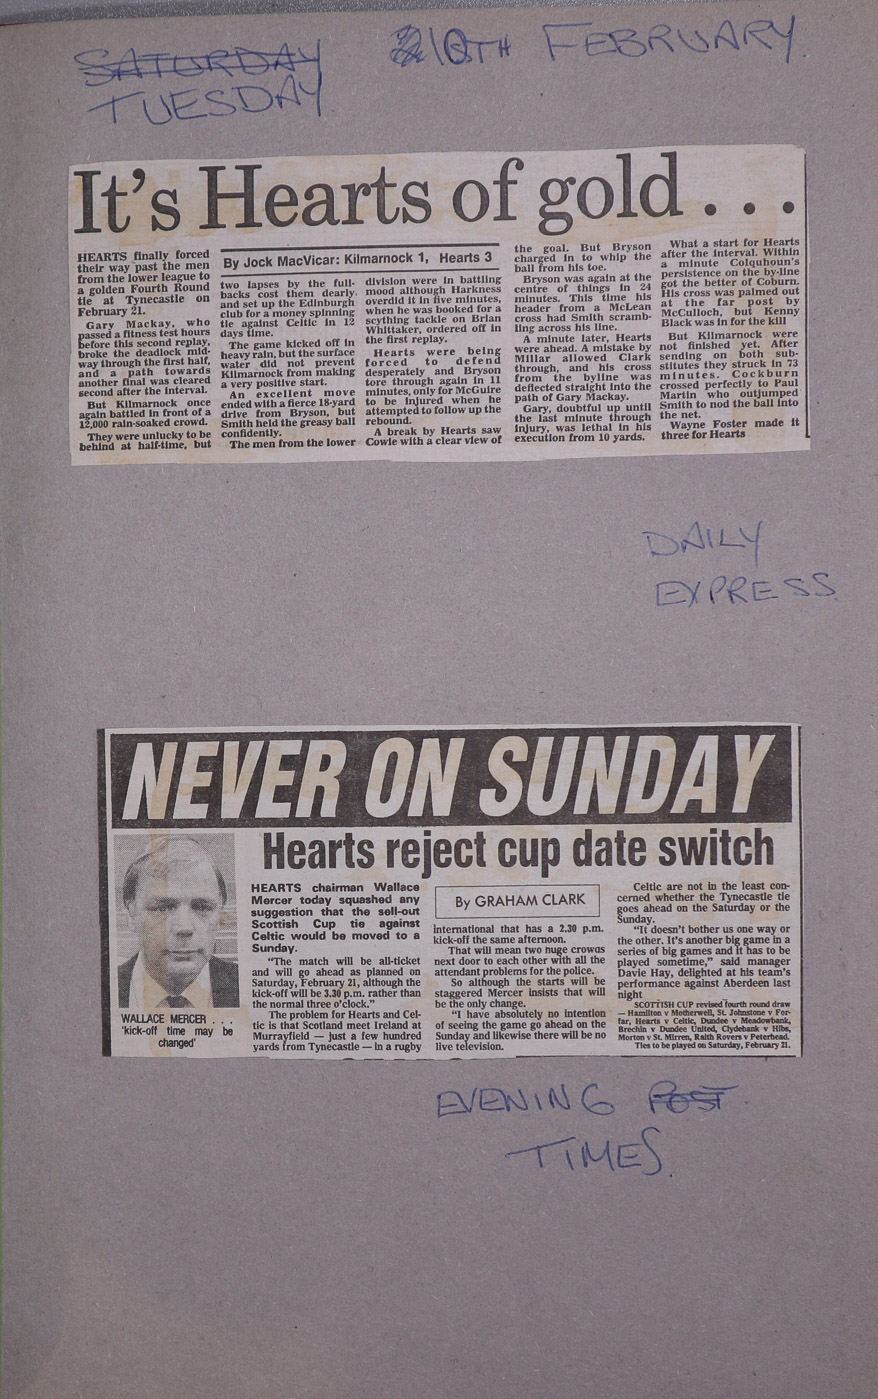 SATURDAY 10TH FEBRUARY
TUESDAY
It's Hearts of gold . . .
HEARTS finally forced
their way past the men
from the lower league to
a golden Fourth Round
tie at Tynecastle on
February 21.
Gary Mackay, who
passed a fitness test hours
before this second replay,
broke the deadlock mid-
way through the first half,
and a path towards
another final was cleared
second after the interval.
But Kilmarnock once
again battled in front of a
12,000 rain-soaked crowd.
They were unlucky to be
behind at half-time, but
By Jock MacVicar: Kilmarnock 1, Hearts 3
two lapses by the full-
backs cost them dearly
and set up the Edinburgh
club for a money spinning
tie against Celtic in 12
days time.
The game kicked off in
heavy rain, but the surface
water did not prevent
Kilmarnock from making
a very positive start.
An excellent move
ended with a fierce 18-yard
drive from Bryson, but
Smith held the greasy ball
confidently.
The men from the lower
division were in battling
mood although Harkness
overdid it in five minutes,
when he was booked for a
scything tackle on Brian
Whittaker, ordered off in
the first replay.
Hearts were being
forced to defend
desperately and Bryson
tore through again in 11
minutes, only for McGuire
to be injured when he
attempted to follow up the
rebound.
A break by Hearts saw
Cowie with a clear view of
the goal. But Bryson
charged in to whip the
ball from his toe.
Bryson was again at the
centre of things in 24
minutes. This time his
header from a McLean
cross had Smith scramb-
ling across his line.
A minute later, Hearts
were ahead. A mistake by
Millar allowed Clark
through, and his cross
from the byline was
deflected straight into the
path of Gary Mackay.
Gary, doubtful up until
the last minute through
injury, was lethal in his
execution from 10 yards.
What a start for Hearts
after the interval. Within
a minute Colquhoun's
persistence on the by-line
got the better of Coburn.
His cross was palmed out
at the far post by
McCulloch, but Kenny
Black was in for the kill
But Kilmarnock were
not finished yet. After
sending on both sub-
stitutes they struck in 73
minutes. Cockburn
crossed perfectly to Paul
Martin who outjumped
Smith to nod the ball into
the net.
Wayne Foster made it
three for Hearts
DAILY
EXPRESS
NEVER ON SUNDAY
Hearts reject cup date switch
WALLACE MERCER . . .
'kick-off time may be
changed'
HEARTS chairman Wallace
Mercer today squashed any
suggestion that the sell-out
Scottish Cup tie against
Celtic would be moved to a
Sunday.
"The match will be all-ticket
and will go ahead as planned on
Saturday, February 21, although the
kick-off will be 3.30 p.m. rather than
the normal three o'clock."
The problem for Hearts and Cel-
tic is that Scotland meet Ireland at
Murrayfield — just a few hundred
yards from Tynecastle — in a rugby
By GRAHAM CLARK
international that has a 2.30 p.m.
kick-off the same afternoon.
That will mean two huge crowds
next door to each other with all the
attendant problems for the police.
So although the starts will be
staggered Mercer insists that will
be the only change.
"I have absolutely no intention
of seeing the game go ahead on the
Sunday and likewise there will be no
live television.
Celtic are not in the least con-
cerned whether the Tynecastle tie
goes ahead on the Saturday or the
Sunday.
"It doesn't bother us one way or
the other. It's another big game in a
series of big games and it has to be
played sometime," said manager
Davie Hay, delighted at his team's
performance against Aberdeen last
night
SCOTTISH CUP revised fourth round draw
— Hamilton v Motherwell, St. Johnstone v For-
far, Hearts v Celtic, Dundee v Meadowbank,
Brechin v Dundee United, Clydebank v Hibs,
Morton v St. Mirren, Raith Rovers v Peterhead.
Ties to be played on Saturday, February 21.
EVENING POST
TIMES.